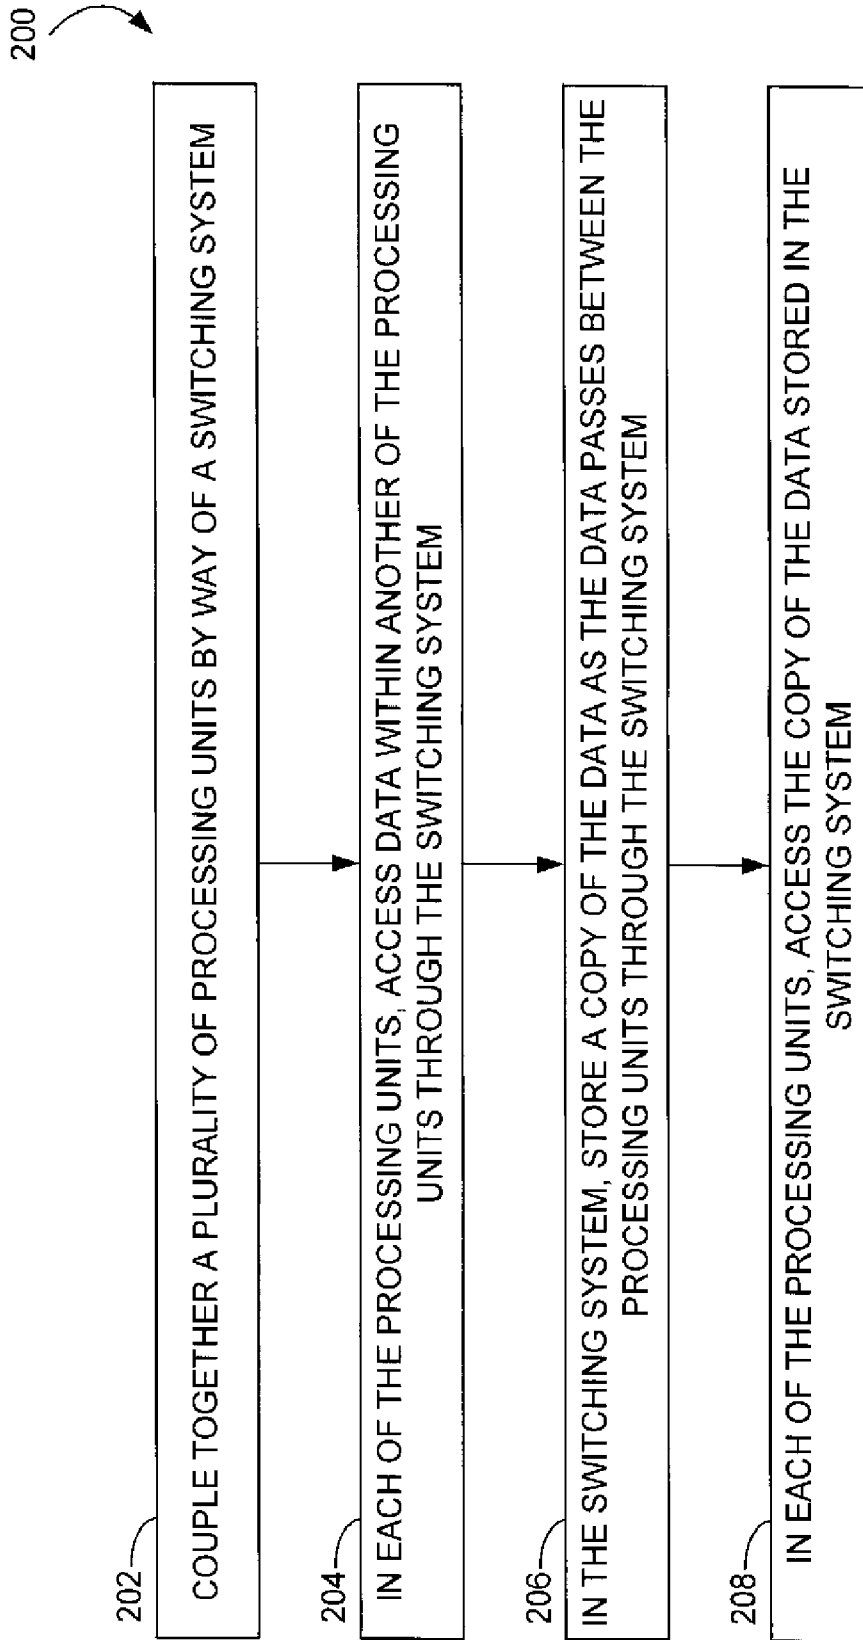 200
202
COUPLE TOGETHER A PLURALITY OF PROCESSING UNITS BY WAY OF A SWITCHING SYSTEM
204
IN EACH OF THE PROCESSING UNITS, ACCESS DATA WITHIN ANOTHER OF THE PROCESSING
UNITS THROUGH THE SWITCHING SYSTEM
206
IN THE SWITCHING SYSTEM, STORE A COPY OF THE DATA AS THE DATA PASSES BETWEEN THE
PROCESSING UNITS THROUGH THE SWITCHING SYSTEM
208
IN EACH OF THE PROCESSING UNITS, ACCESS THE COPY OF THE DATA STORED IN THE
SWITCHING SYSTEM